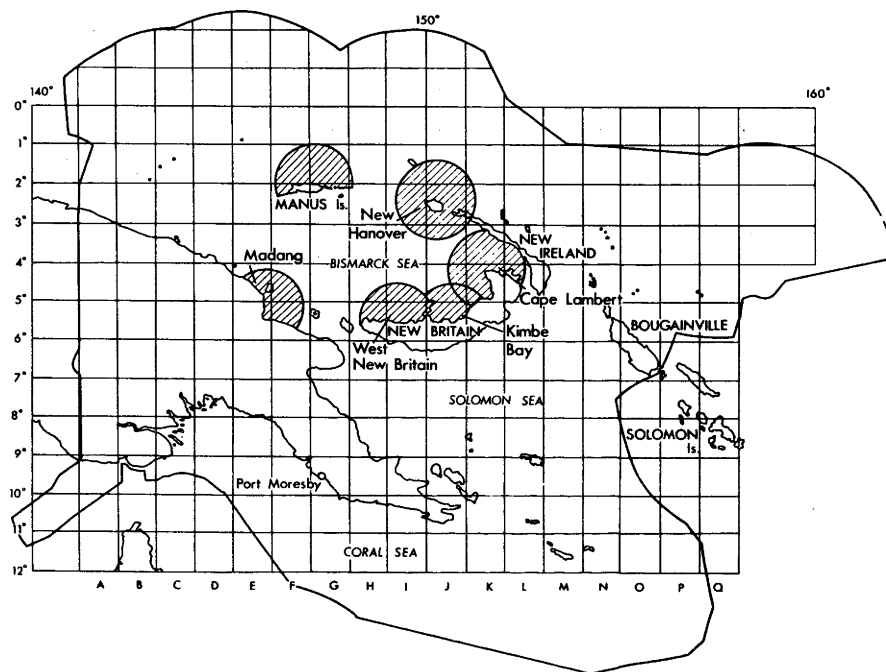 150°
140°
160°
0°
1°
2°
3°
4°
5°
6°
7°
8°
9°
10°
11°
12°
MANUS Is.
New
Hanover
NEW
IRELAND
Madang
BISMARCK SEA
Cape Lambert
NEW BRITAIN
Kimbe
Bay
West
New Britain
BOUGAINVILLE
SOLOMON SEA
SOLOMON
Is.
Port Moresby
CORAL SEA
A B C D E F G H I J K L M N O P Q